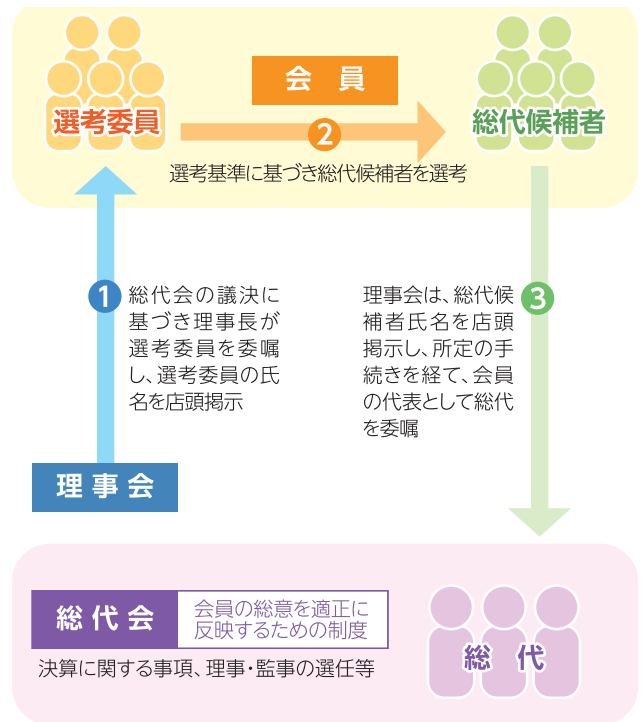 会員
選考委員
2
総代候補者
選考基準に基づき総代候補者を選考
1
総代会の議決に
基づき理事長が
選考委員を委嘱
し、選考委員の氏
名を店頭掲示
理事会は、総代候
補者氏名を店頭
掲示し、所定の手
続きを経て、会員
の代表として総代
を委嘱
3
理事会
総代会
会員の総意を適正に
反映するための制度
決算に関する事項、理事・監事の選任等
総代